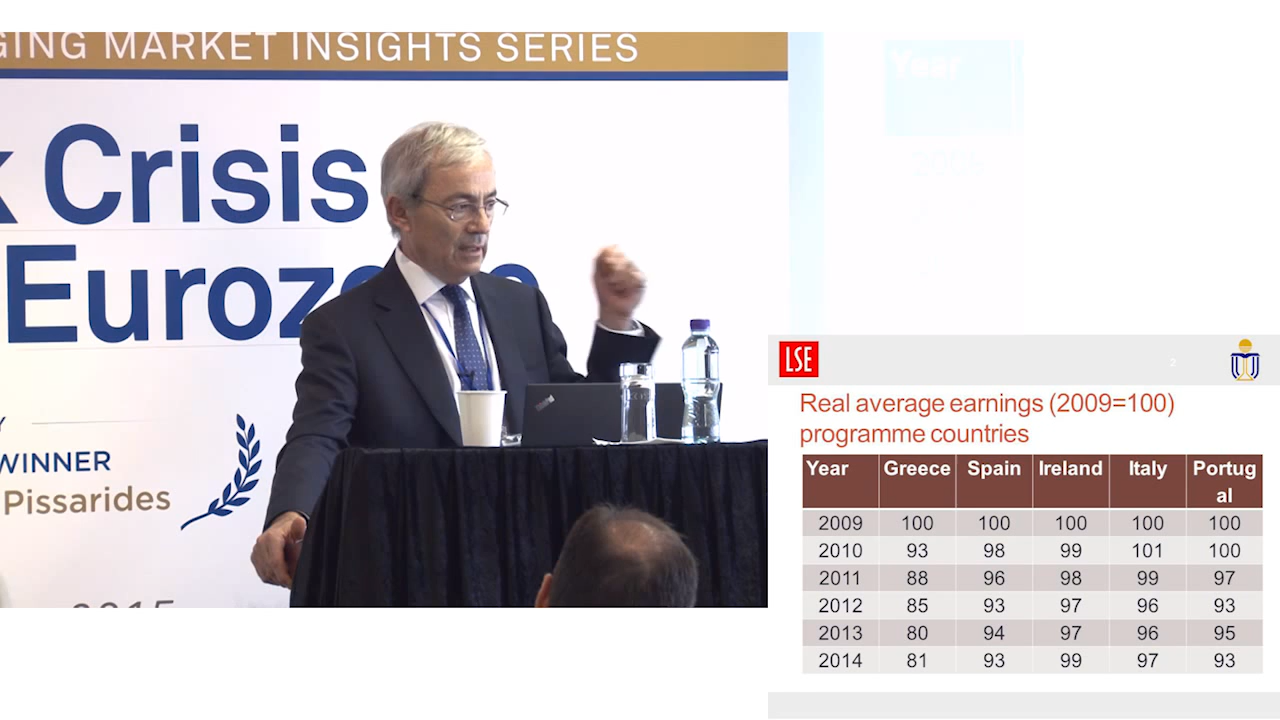 GING MARKET INSIGHTS SERIES
k Crisis
Euroz
WINNER
Pissarides
2015
Year
LSE
2
Real average earnings (2009=100)
programme countries
Year Greece Spain Ireland Italy Portug
al
2009 100 100 100 100 100
2010 93 98 99 101 100
2011 88 96 98 99 97
2012 85 93 97 96 93
2013 80 94 97 96 95
2014 81 93 99 97 93